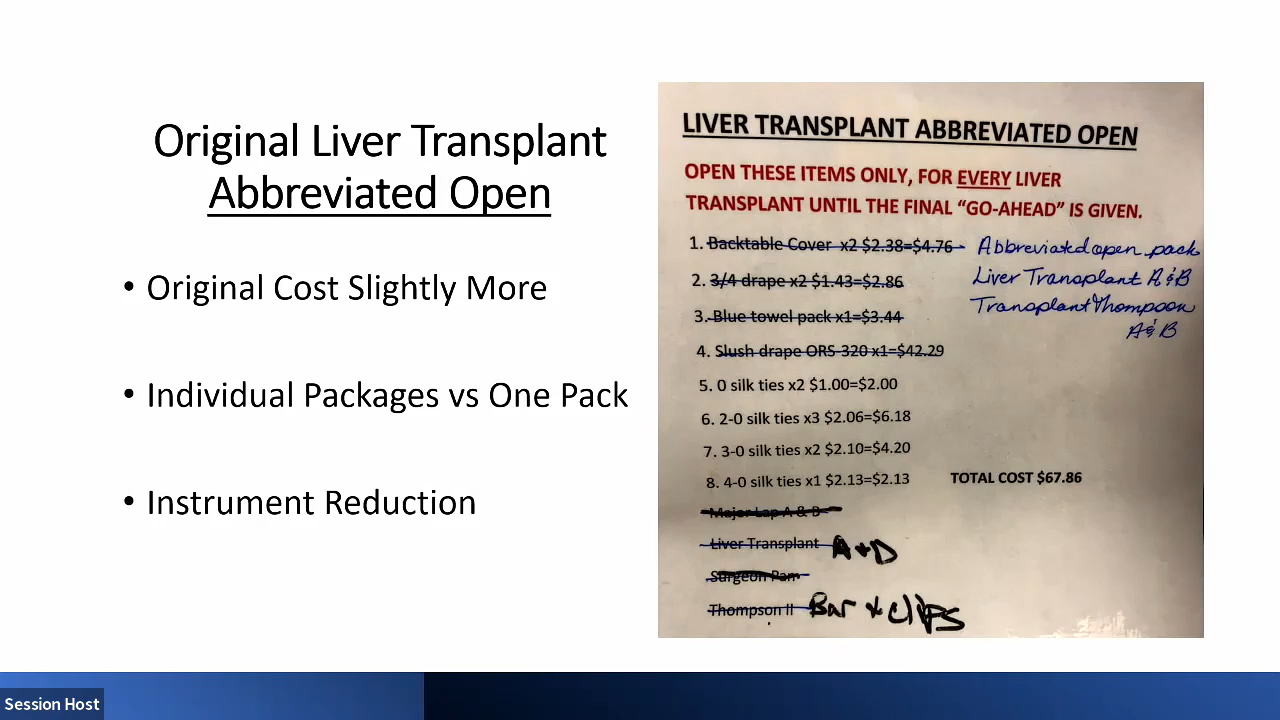 Original Liver Transplant
Abbreviated Open
• Original Cost Slightly More
• Individual Packages vs One Pack
• Instrument Reduction
LIVER TRANSPLANT ABBREVIATED OPEN
OPEN THESE ITEMS ONLY, FOR EVERY LIVER
TRANSPLANT UNTIL THE FINAL “GO-AHEAD” IS GIVEN.
1. Backtable Cover x2 $2.38=$4.76 Abbreviated open pack
2. 3/4 drape x2 $1.43=$2.86 Liver Transplant A & B
3. Blue towel pack x1=$3.44 Transplant Thompson
A & B
4. Slush drape ORS-320 x1=$42.29
5. 0 silk ties x2 $1.00=$2.00
6. 2-0 silk ties x3 $2.06=$6.18
7. 3-0 silk ties x2 $2.10=$4.20
8. 4-0 silk ties x1 $2.13=$2.13 TOTAL COST $67.86
Major Lap A & B
Liver Transplant A + D
Surgeon Pan
Thompson II Bar & clips
Session Host